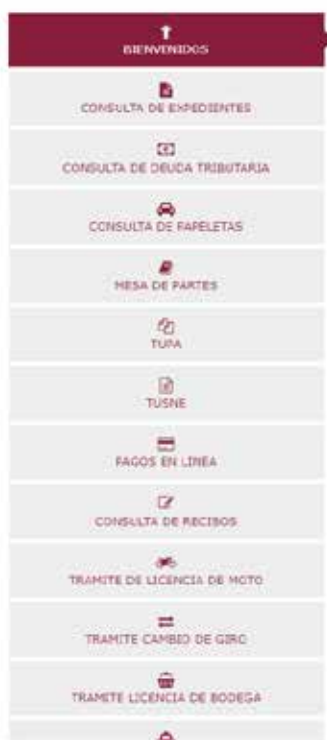 BIENVENIDOS
CONSULTA DE EXPEDIENTES
CONSULTA DE DEUDA TRIBUTARIA
CONSULTA DE PAPELETAS
MESA DE PARTES
TUPA
TUSNE
PAGOS EN LINEA
CONSULTA DE RECIBOS
TRAMITE DE LICENCIA DE MOTO
TRAMITE CAMBIO DE GIRO
TRAMITE LICENCIA DE BODEGA